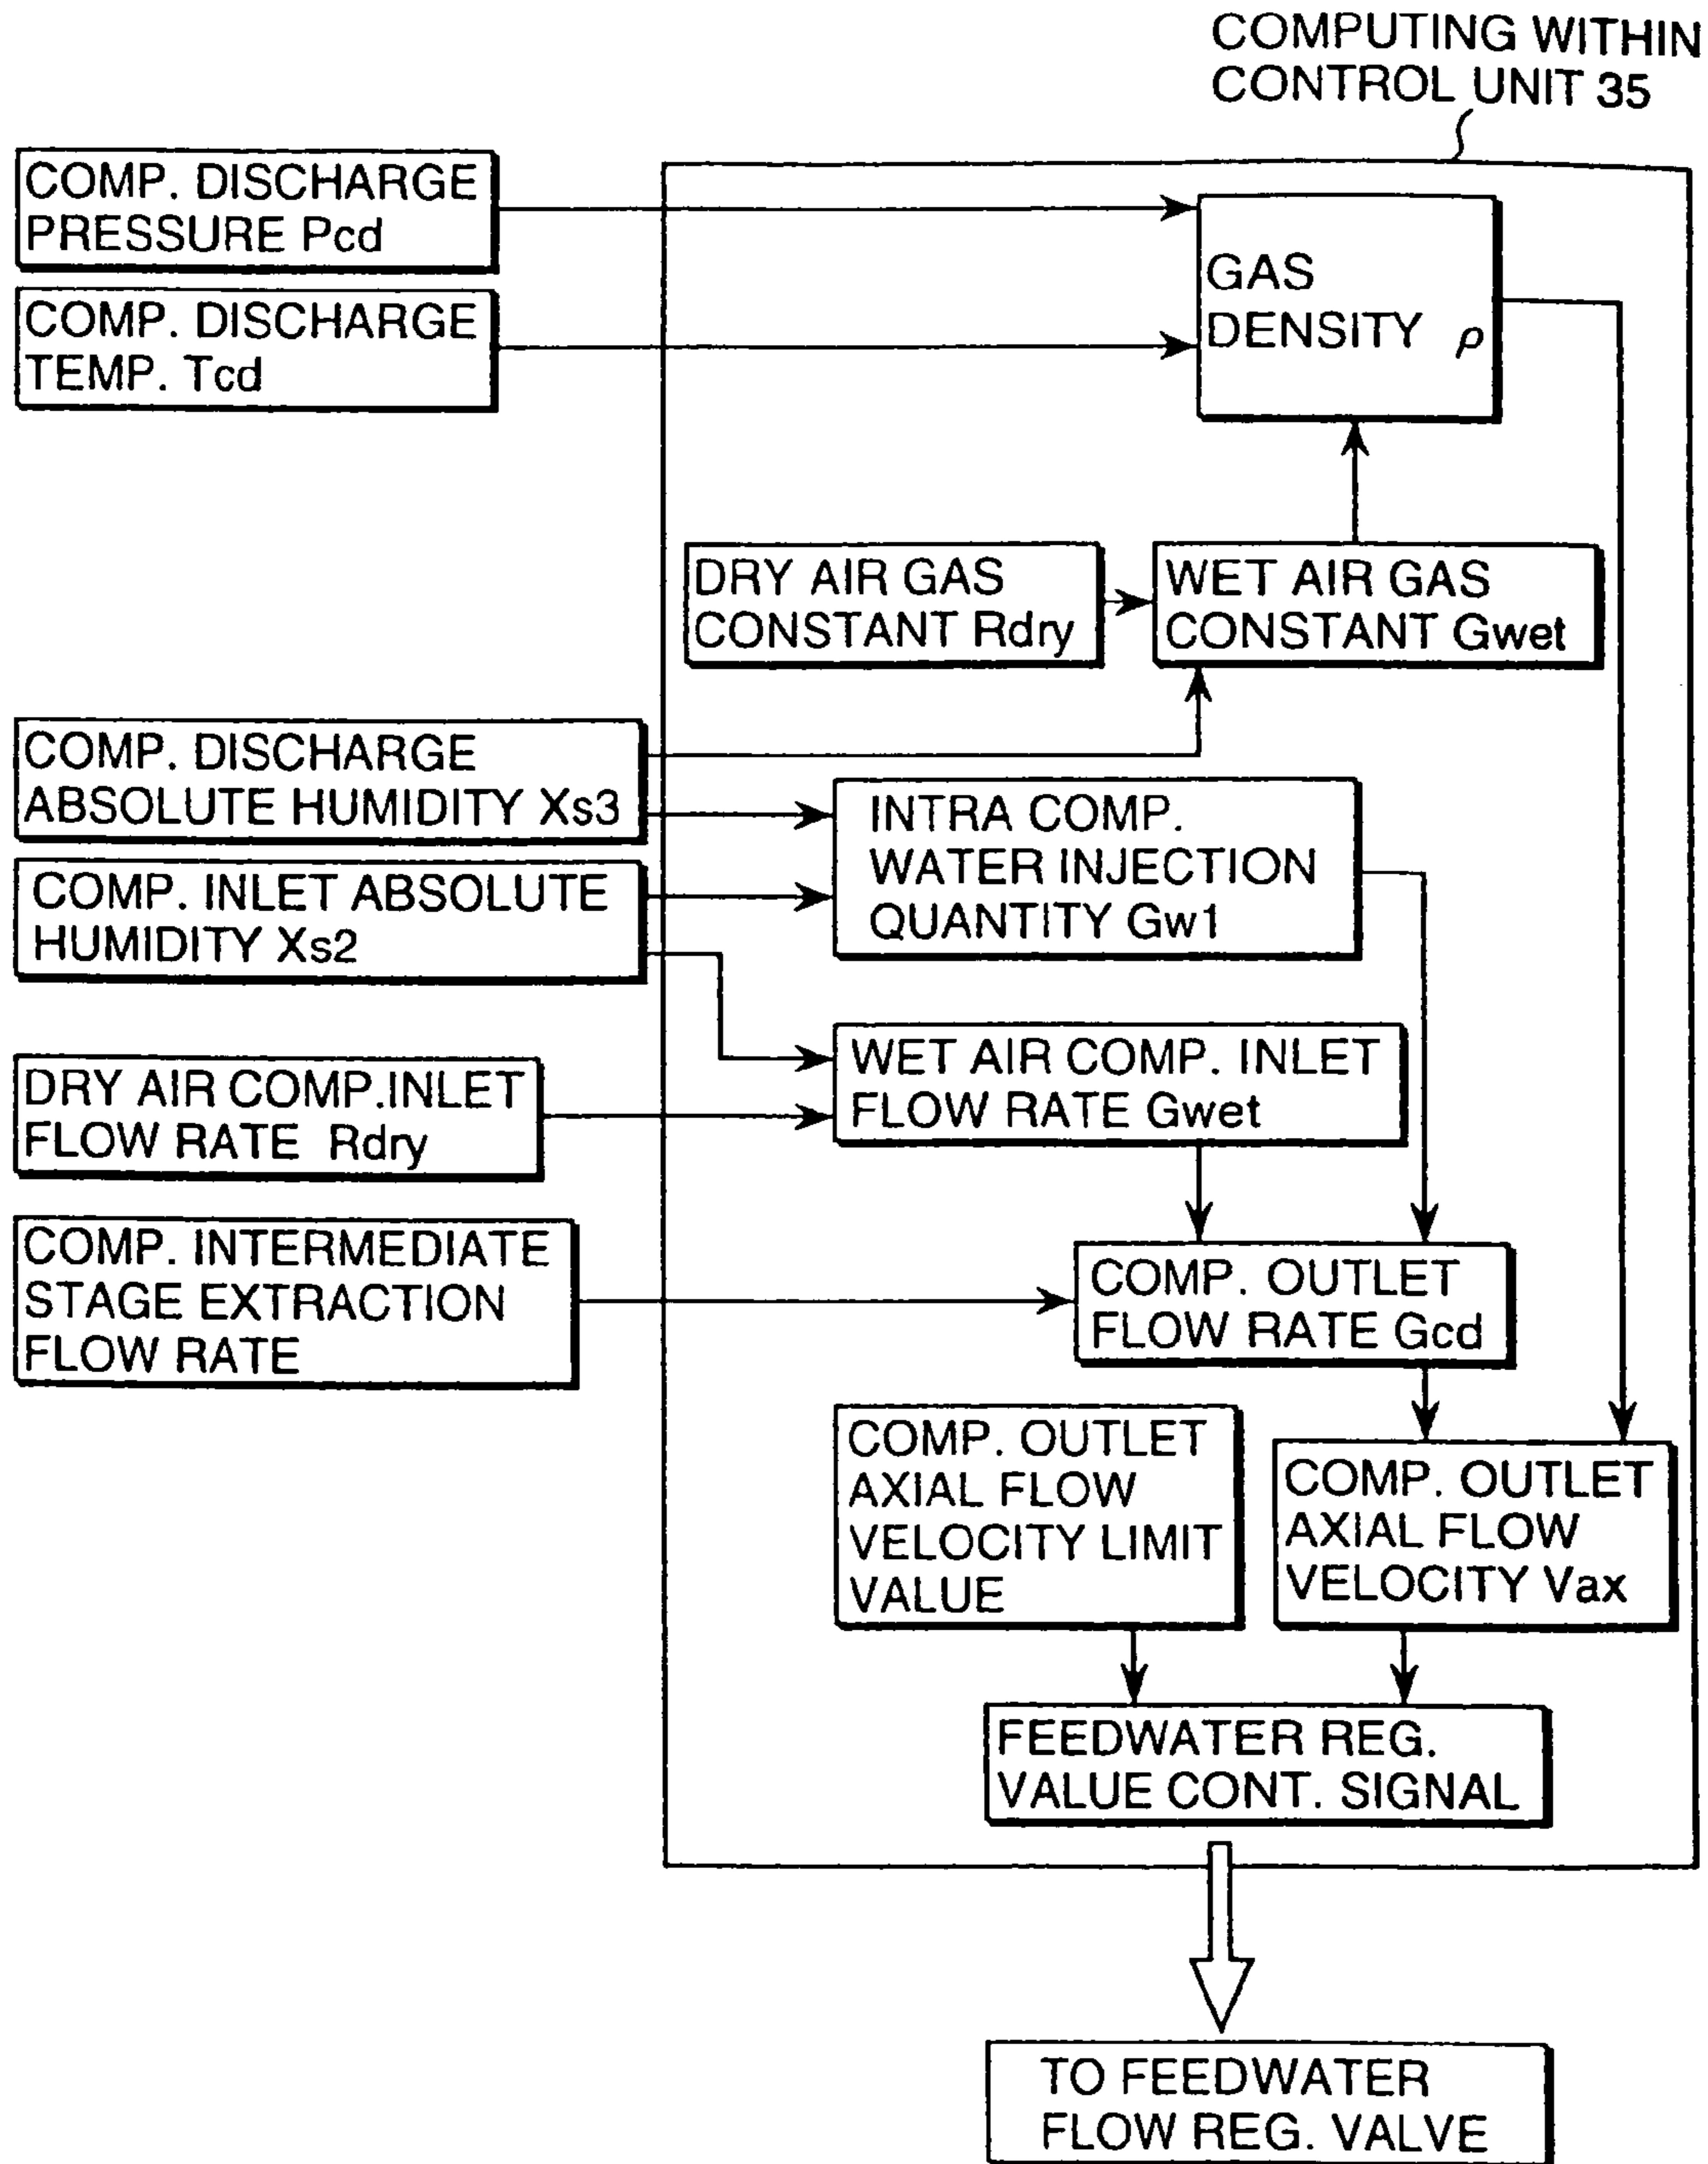 COMPUTING WITHIN
CONTROL UNIT 35
COMP. DISCHARGE
PRESSURE Pcd
COMP. DISCHARGE
TEMP. Tcd
GAS
DENSITY ρ
DRY AIR GAS
CONSTANT Rdry
WET AIR GAS
CONSTANT Gwet
COMP. DISCHARGE
ABSOLUTE HUMIDITY Xs3
COMP. INLET ABSOLUTE
HUMIDITY Xs2
INTRA COMP.
WATER INJECTION
QUANTITY Gw1
DRY AIR COMP.INLET
FLOW RATE Rdry
WET AIR COMP. INLET
FLOW RATE Gwet
COMP. INTERMEDIATE
STAGE EXTRACTION
FLOW RATE
COMP. OUTLET
FLOW RATE Gcd
COMP. OUTLET
AXIAL FLOW
VELOCITY LIMIT
VALUE
COMP. OUTLET
AXIAL FLOW
VELOCITY Vax
FEEDWATER REG.
VALUE CONT. SIGNAL
TO FEEDWATER
FLOW REG. VALVE